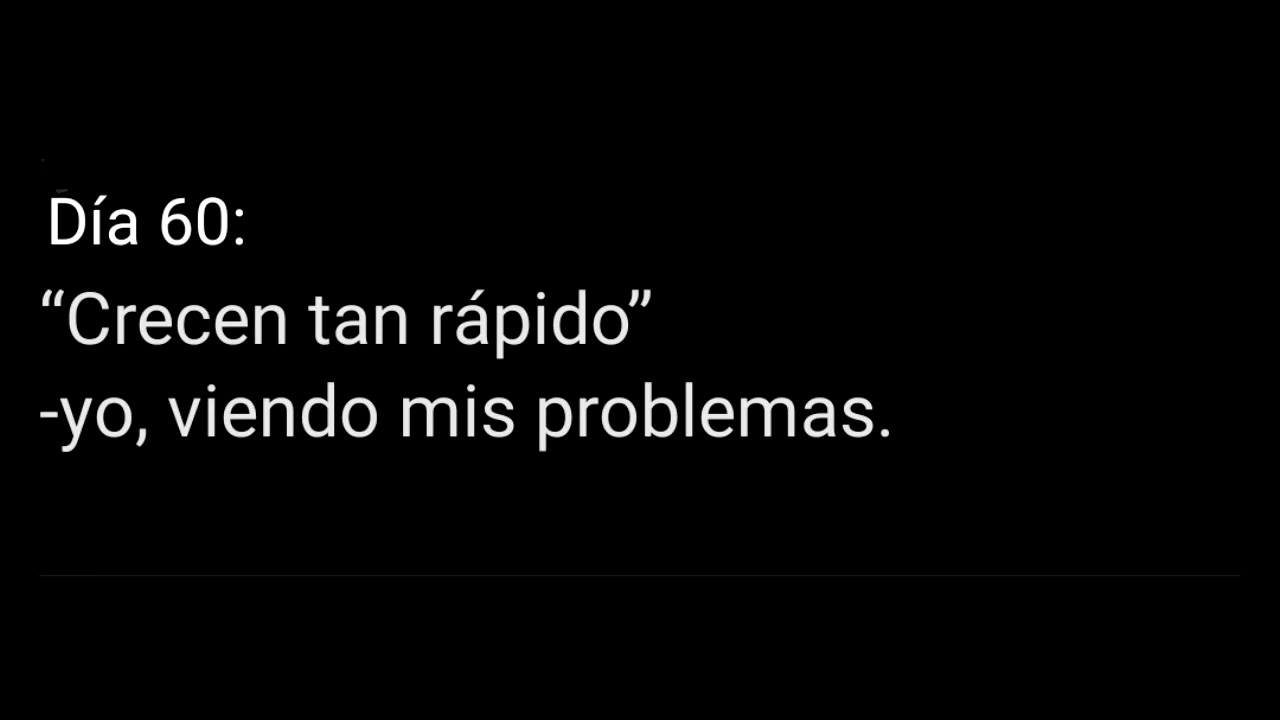 Día 60:
“Crecen tan rápido”
-yo, viendo mis problemas.